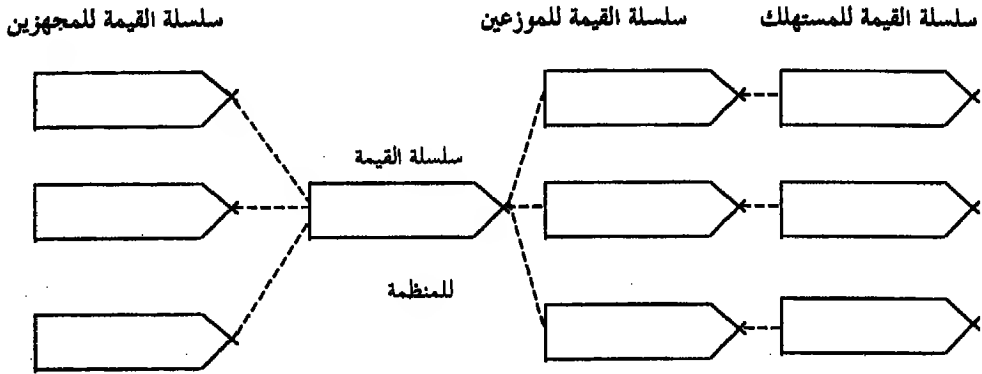 سلسلة القيمة للمستهلك
سلسلة القيمة للموزعين
سلسلة القيمة للمجهزين
سلسلة القيمة
للمنظمة